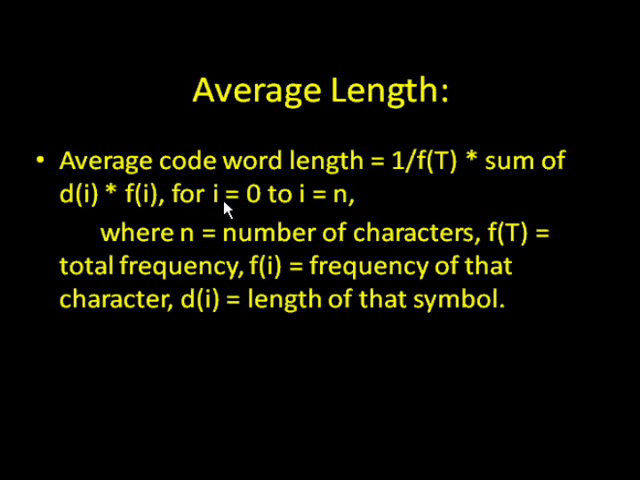 Average Length:
• Average code word length = 1/f(T) * sum of
d(i) * f(i), for i = 0 to i = n,
where n = number of characters, f(T) =
total frequency, f(i) = frequency of that
character, d(i) = length of that symbol.